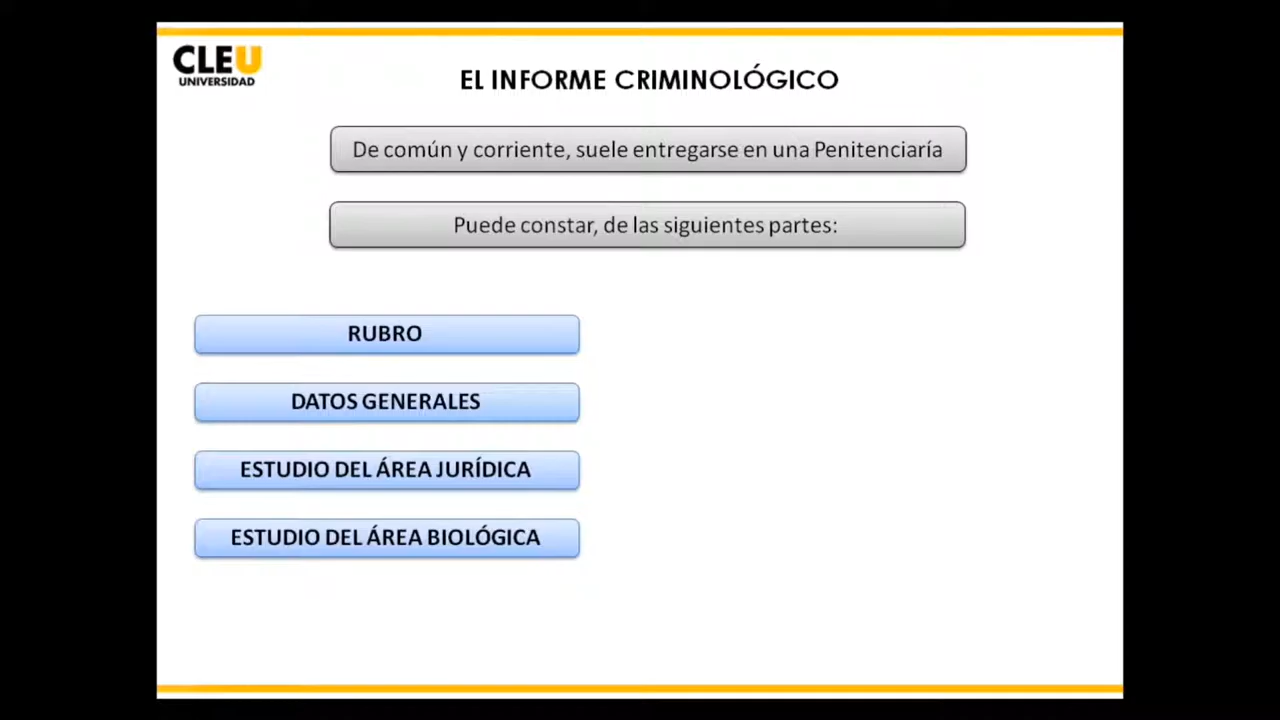 CLEU
UNIVERSIDAD
EL INFORME CRIMINOLÓGICO
De común y corriente, suele entregarse en una Penitenciaría
Puede constar, de las siguientes partes:
RUBRO
DATOS GENERALES
ESTUDIO DEL ÁREA JURÍDICA
ESTUDIO DEL ÁREA BIOLÓGICA